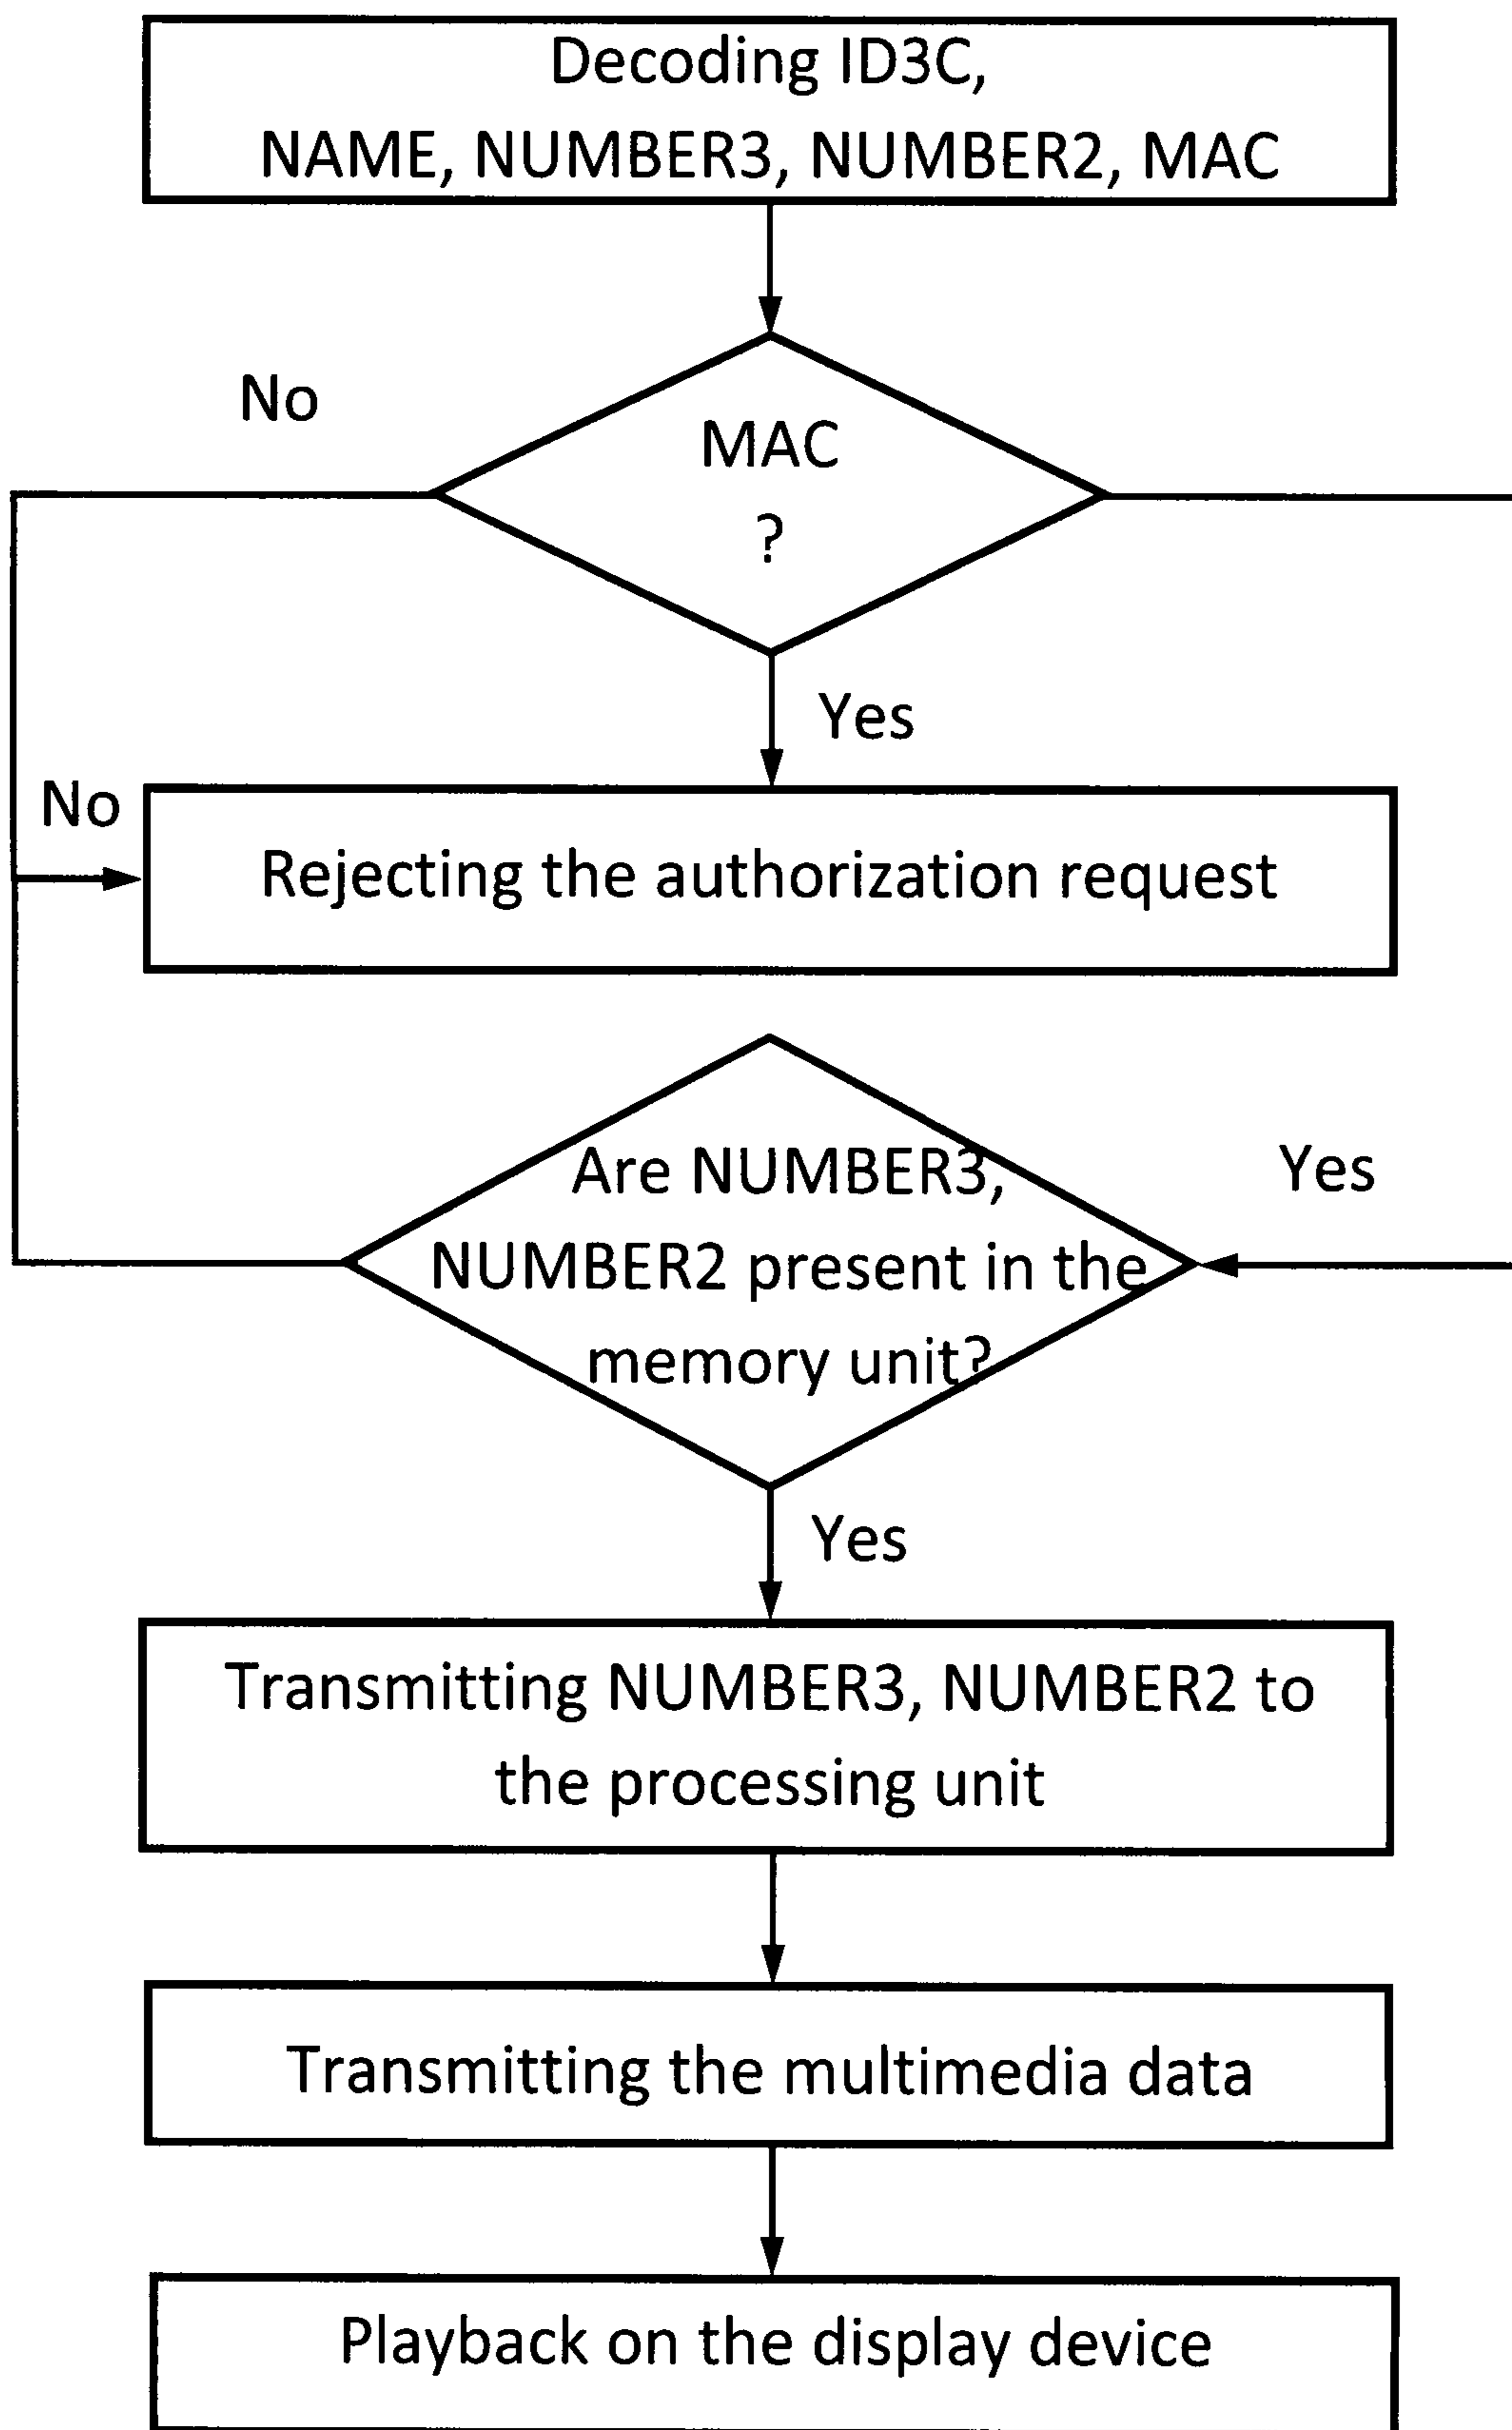 Decoding ID3C,
NAME, NUMBER3, NUMBER2, MAC
No
MAC
?
Yes
No
Rejecting the authorization request
Are NUMBER3,
NUMBER2 present in the
memory unit?
Yes
Yes
Transmitting NUMBER3, NUMBER2 to
the processing unit
Transmitting the multimedia data
Playback on the display device